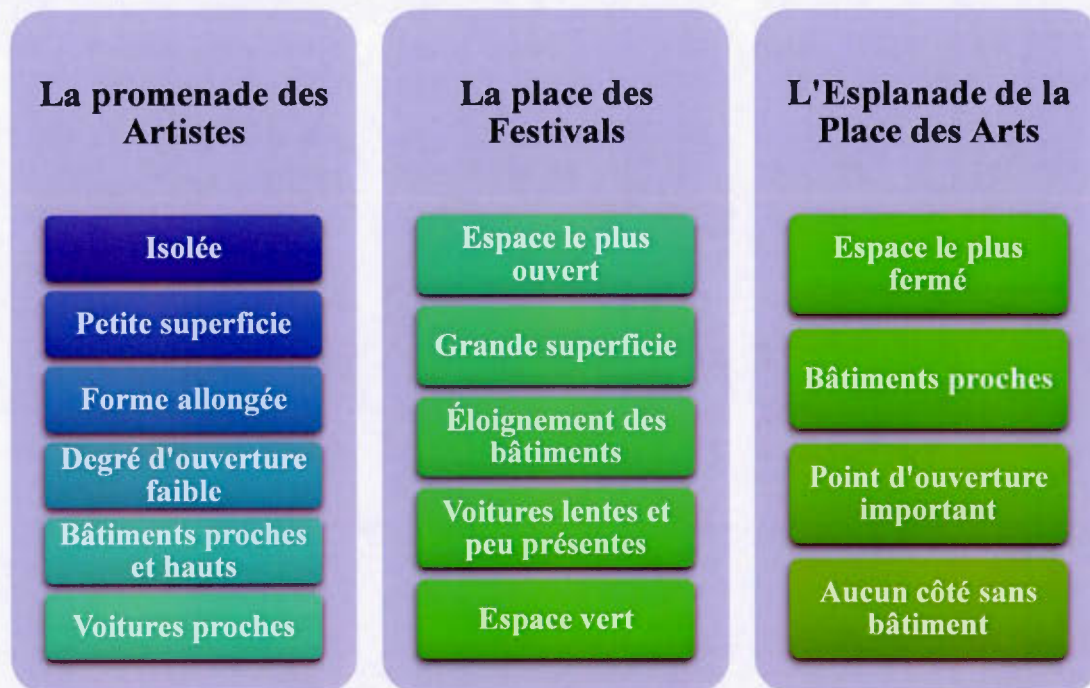 La promenade des
Artistes
Isolée
Petite superficie
Forme allongée
Degré d'ouverture
faible
Bâtiments proches
et hauts
Voitures proches
La place des
Festivals
Espace le plus
ouvert
Grande superficie
Éloignement des
bâtiments
Voitures lentes et
peu présentes
Espace vert
L'Esplanade de la
Place des Arts
Espace le plus
fermé
Bâtiments proches
Point d'ouverture
important
Aucun côté sans
bâtiment